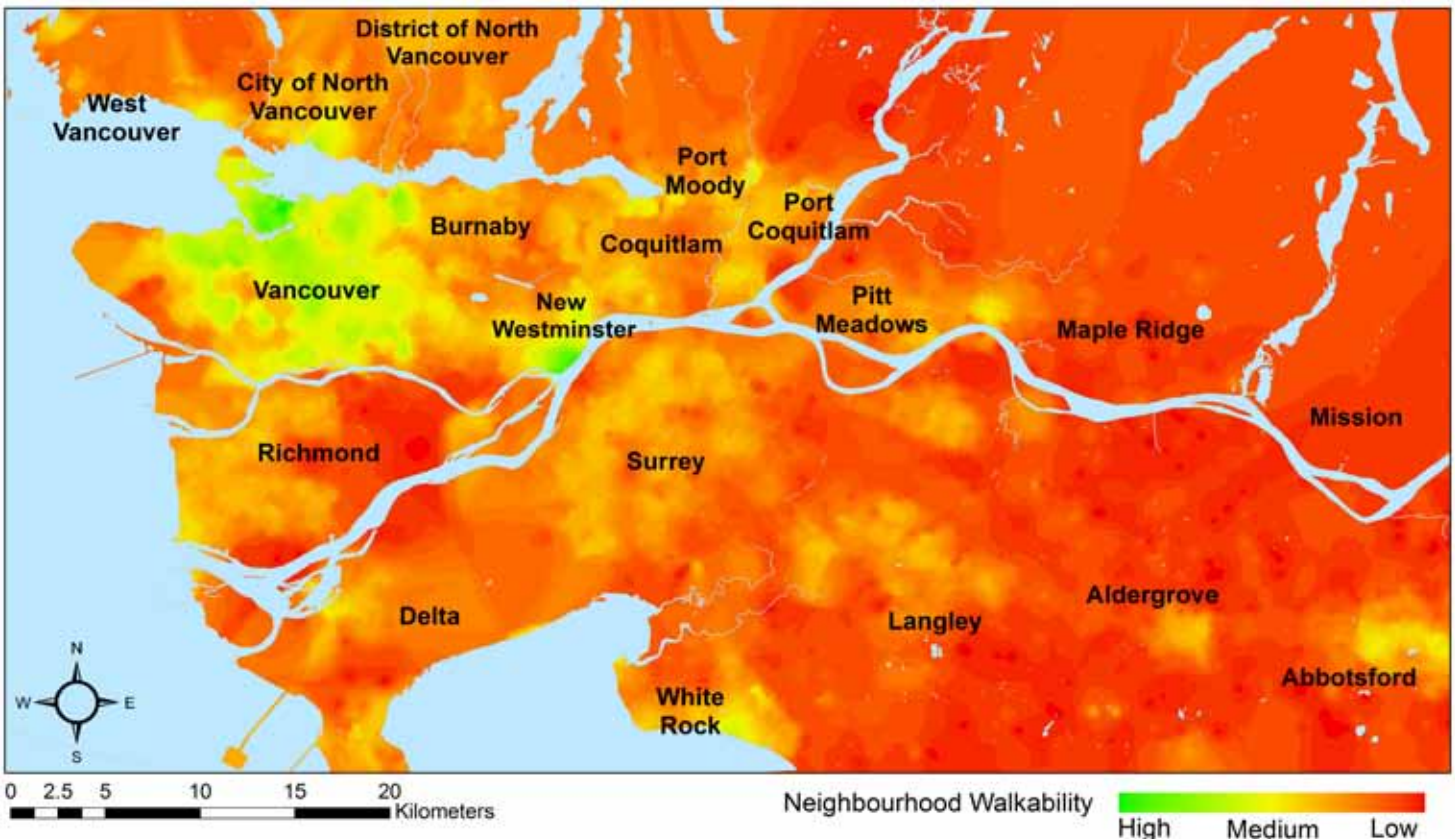 District of North
Vancouver
City of North
Vancouver
West
Vancouver
Port
Moody
Port
Coquitlam
Burnaby
Coquitlam
Vancouver
New
Westminster
Pitt
Meadows
Maple Ridge
Mission
Richmond
Surrey
Delta
Langley
Aldergrove
Abbotsford
White
Rock
N
W E
S
0 2.5 5 10 15 20
Kilometers
Neighbourhood Walkability
High Medium Low